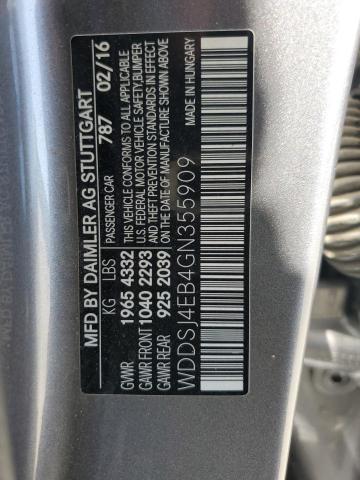 MFD BY DAIMLER AG STUTTGART
KG LBS PASSENGER CAR 787 02/16
GVWR 1965 4332 THIS VEHICLE CONFORMS TO ALL APPLICABLE
GAWR FRONT 1040 2293 U.S. FEDERAL MOTOR VEHICLE SAFETY, BUMPER
GAWR REAR 925 2039 AND THEFT PREVENTION STANDARDS IN EFFECT
ON THE DATE OF MANUFACTURE SHOWN ABOVE
WDDSJ4EB4GN355909 MADE IN HUNGARY